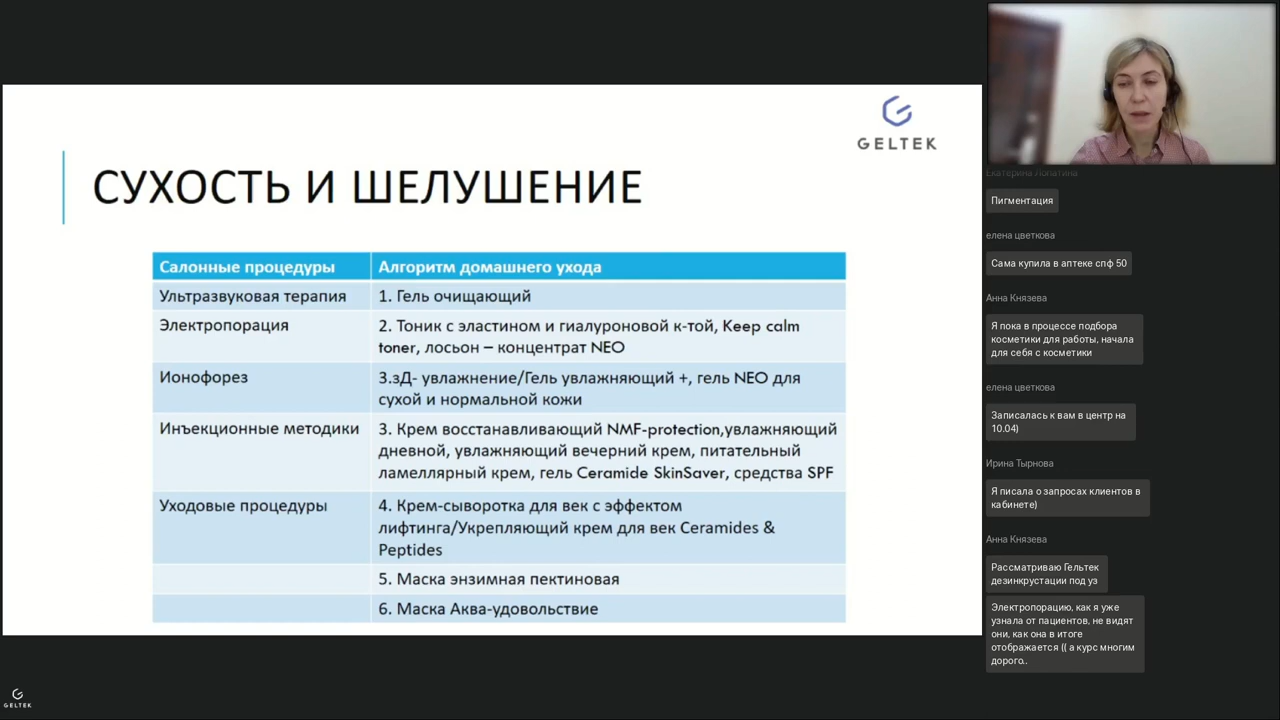 GELTEK
СУХОСТЬ И ШЕЛУШЕНИЕ
Салонные процедуры
Алгоритм домашнего ухода
Ультразвуковая терапия
1. Гель очищающий
Электропорация
2. Тоник с эластином и гиалуроновой к-той, Keep calm
toner, лосьон – концентрат NEO
Ионофорез
3.зД- увлажнение/Гель увлажняющий +, гель NEO для
сухой и нормальной кожи
Инъекционные методики
3. Крем восстанавливающий NMF-protection,увлажняющий
дневной, увлажняющий вечерний крем, питательный
ламеллярный крем, гель Ceramide SkinSaver, средства SPF
Уходовые процедуры
4. Крем-сыворотка для век с эффектом
лифтинга/Укрепляющий крем для век Ceramides &
Peptides
5. Маска энзимная пектиновая
6. Маска Аква-удовольствие
GELTEK
Екатерина Лопатина
Пигментация
елена цветкова
Сама купила в аптеке спф 50
Анна Князева
Я пока в процессе подбора
косметики для работы, начала
для себя с косметики
елена цветкова
Записалась к вам в центр на
10.04)
Ирина Тырнова
Я писала о запросах клиентов в
кабинете)
Анна Князева
Рассматриваю Гельтек
дезинкрустации под уз
Электропорацию, как я уже
узнала от пациентов, не видят
они, как она в итоге
отображается (( а курс многим
дорого..